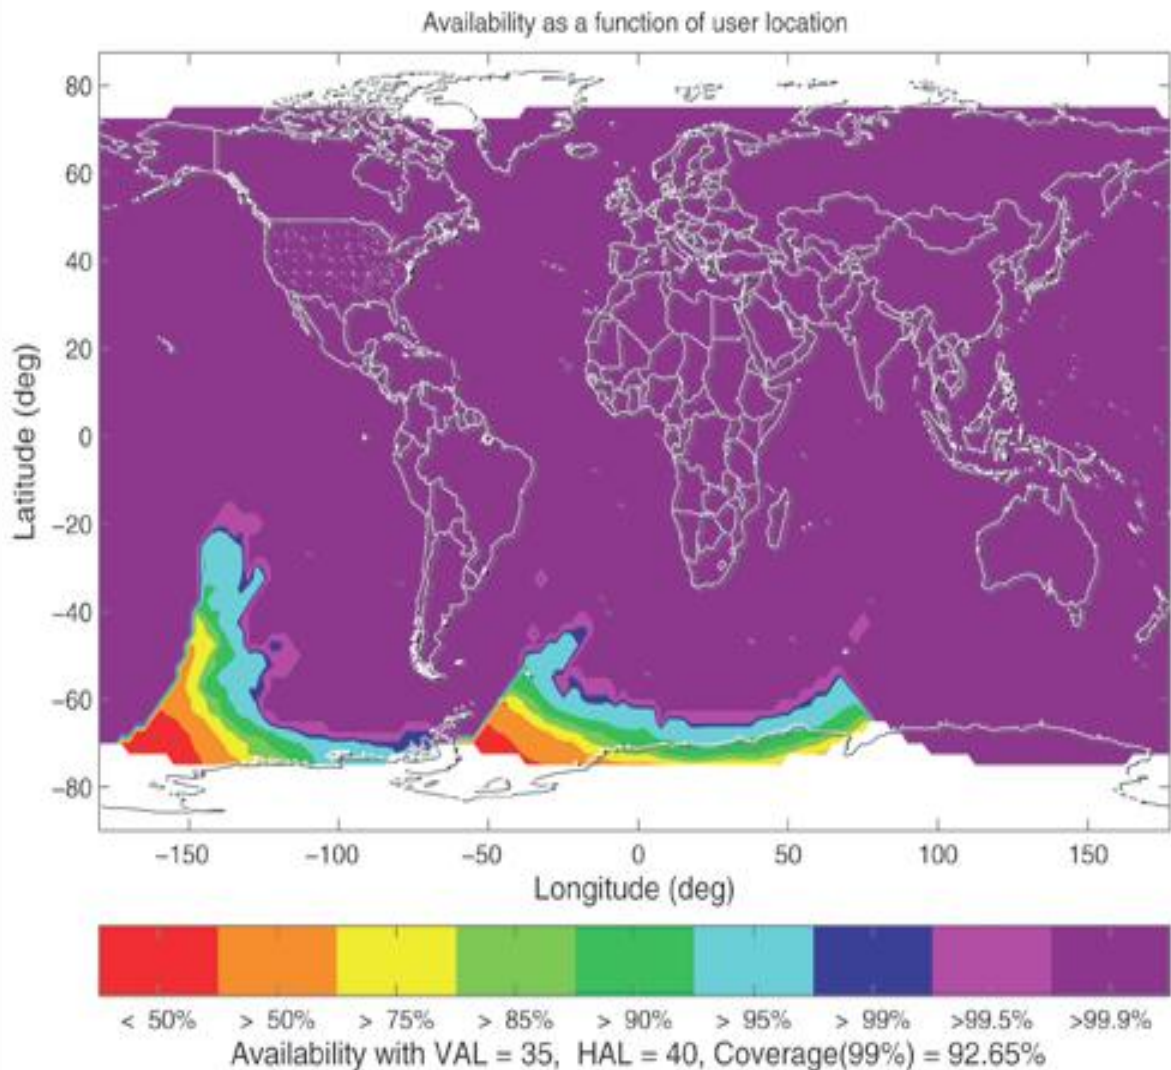 Availability as a function of user location
80
60
40
20
0
−20
−40
−60
−80
Latitude (deg)
−150 −100 −50 0 50 100 150
Longitude (deg)
< 50% > 50% > 75% > 85% > 90% > 95% > 99% >99.5% >99.9%
Availability with VAL = 35, HAL = 40, Coverage(99%) = 92.65%